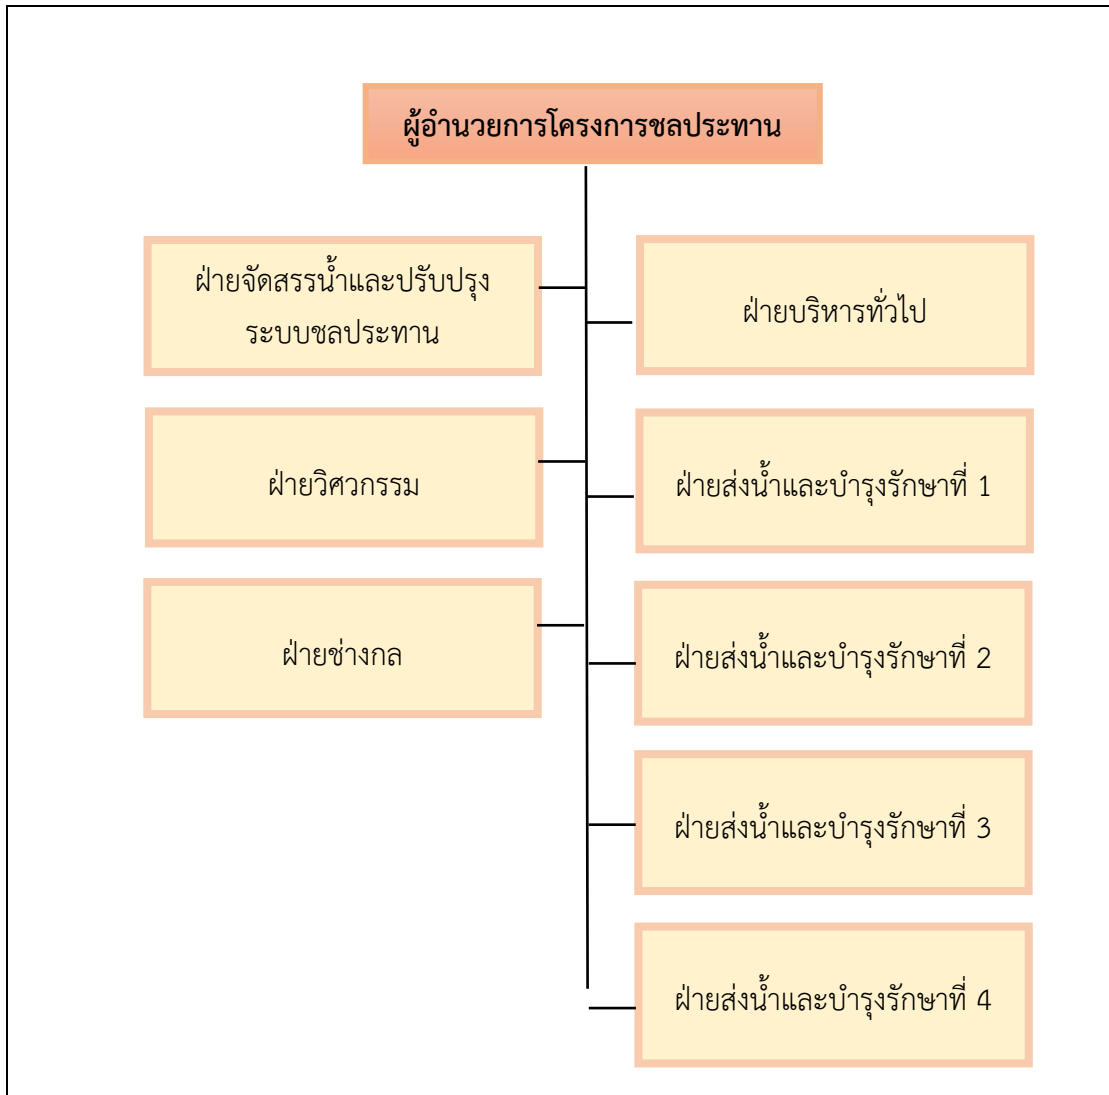 ผู้อำนวยการโครงการชลประทาน
ฝ่ายจัดสรรน้ำและปรับปรุง
ระบบชลประทาน
ฝ่ายบริหารทั่วไป
ฝ่ายวิศวกรรม
ฝ่ายส่งน้ำและบำรุงรักษาที่ 1
ฝ่ายช่างกล
ฝ่ายส่งน้ำและบำรุงรักษาที่ 2
ฝ่ายส่งน้ำและบำรุงรักษาที่ 3
ฝ่ายส่งน้ำและบำรุงรักษาที่ 4